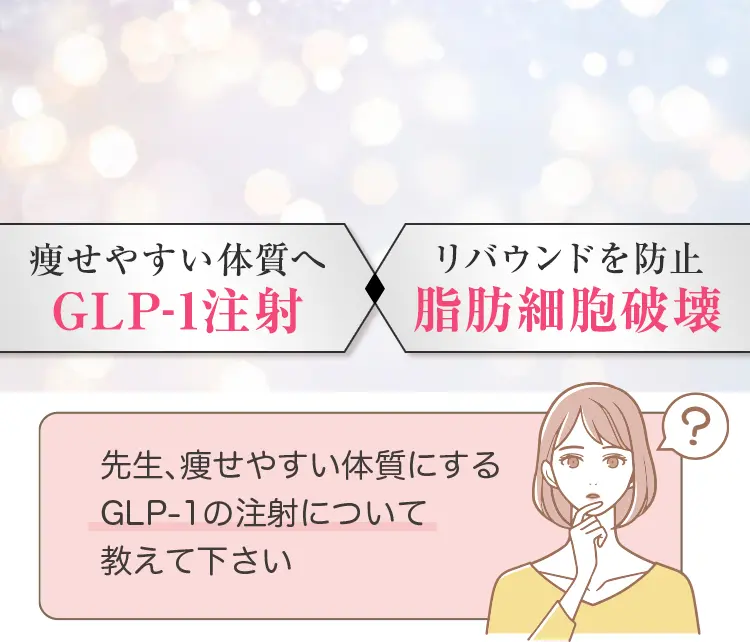 痩せやすい体質へ
GLP-1注射
リバウンドを防止
脂肪細胞破壊
?
先生、痩せやすい体質にする
GLP-1の注射について
教えて下さい